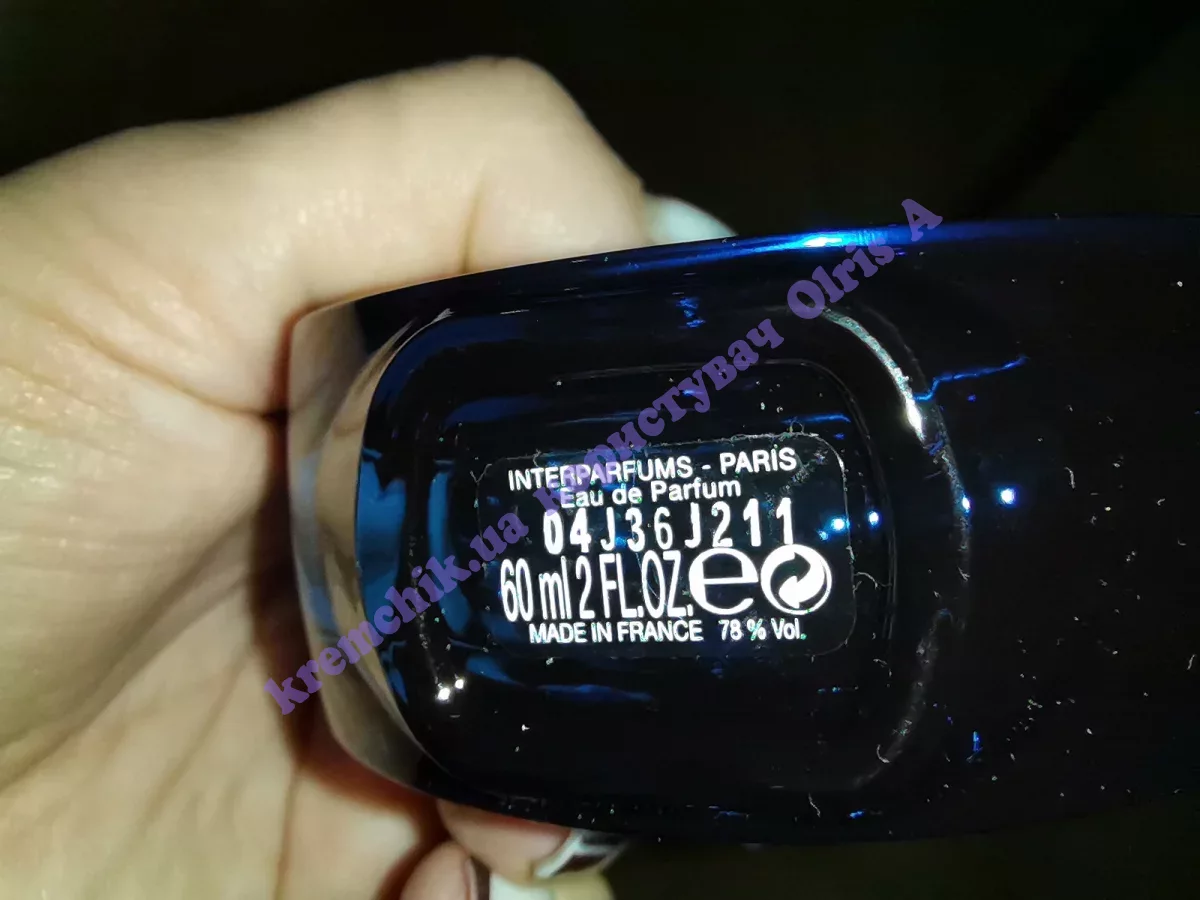 INTERPARFUMS - PARIS
Eau de Parfum
04J36J211
60 ml 2 FL.OZ. e
MADE IN FRANCE 78 % Vol.
kremchik.ua Користувач Olris A